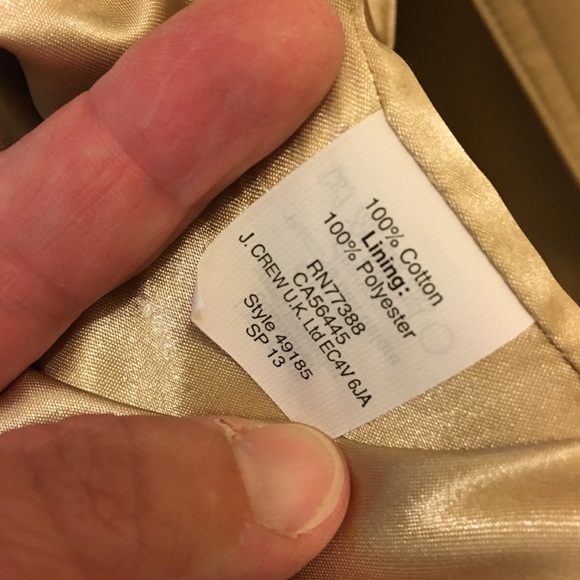 100% Cotton
Lining:
100% Polyester
RN77388
CA56445
J. CREW U.K. Ltd EC4V 6JA
Style 49185
SP 13